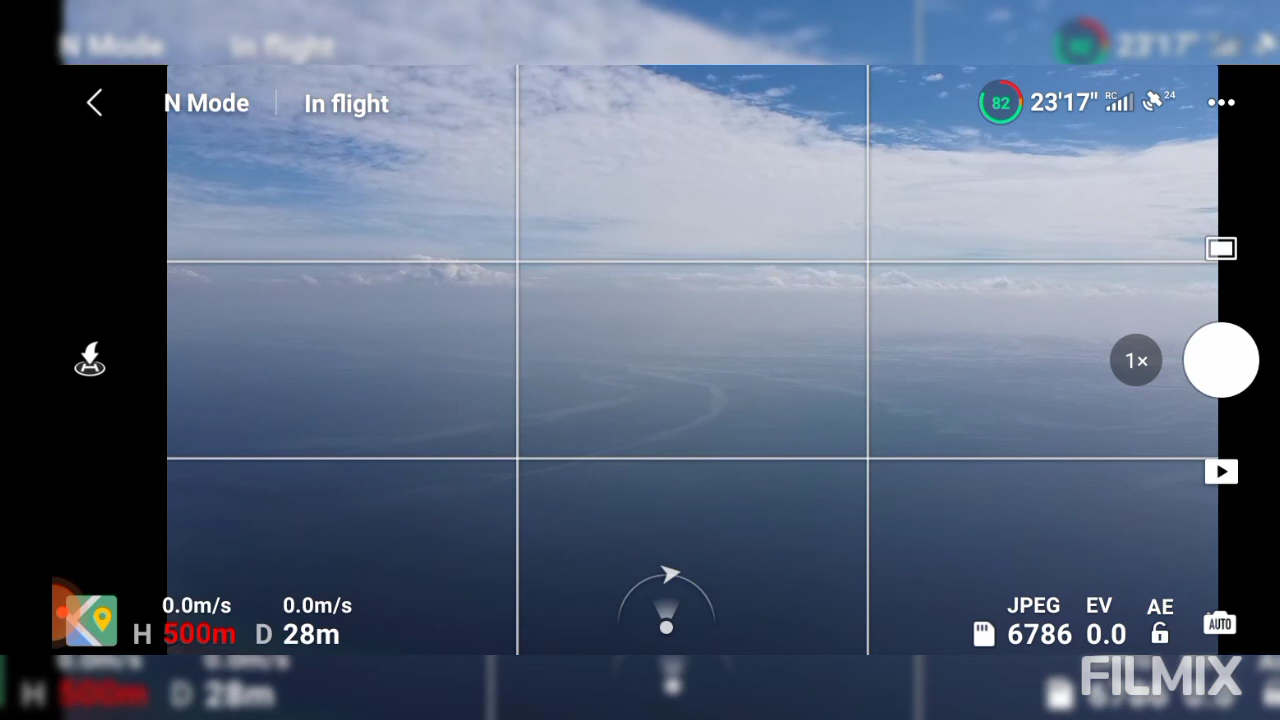 N Mode In flight 82 23'17" RC 24
1×
0.0m/s 0.0m/s
H 500m D 28m
JPEG EV AE
6786 0.0 AUTO
FILMIX